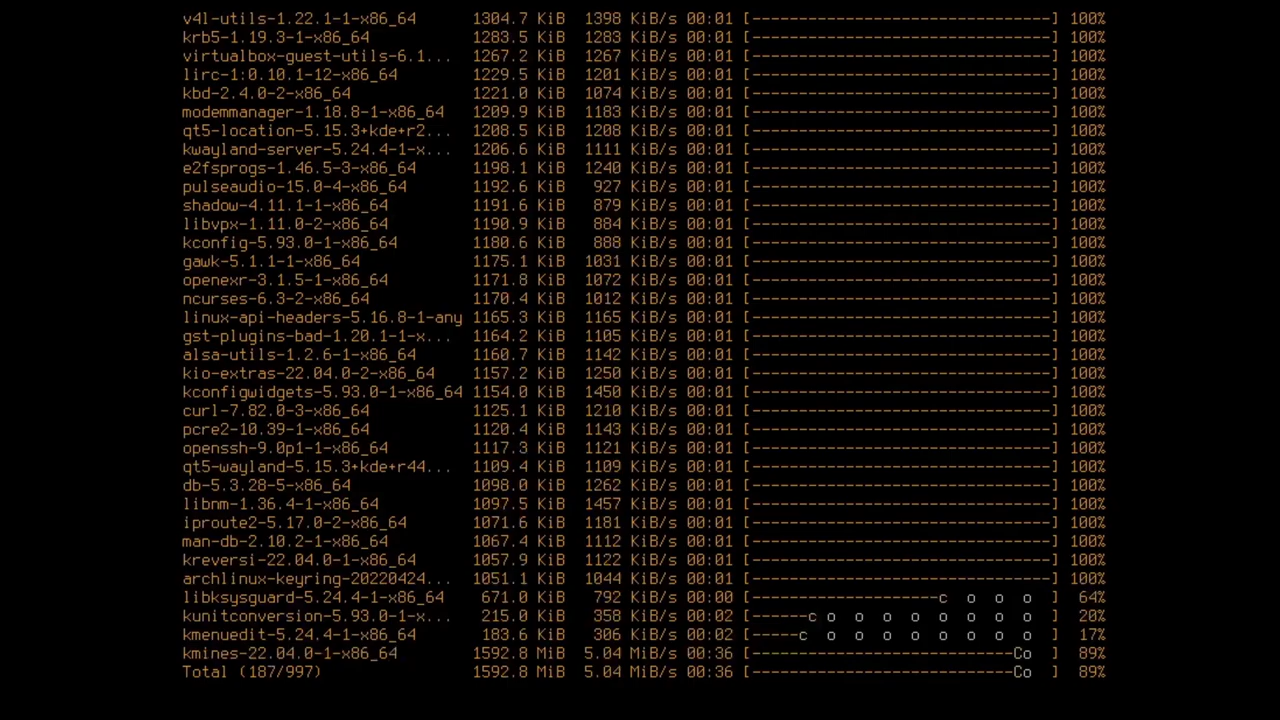 v4l-utils-1.22.1-1-x86_64 1304.7 KiB 1398 KiB/s 00:01 [--------------------------------] 100%
krb5-1.19.3-1-x86_64 1283.5 KiB 1283 KiB/s 00:01 [--------------------------------] 100%
virtualbox-guest-utils-6.1... 1267.2 KiB 1267 KiB/s 00:01 [--------------------------------] 100%
lirc-1:0.10.1-12-x86_64 1229.5 KiB 1201 KiB/s 00:01 [--------------------------------] 100%
kbd-2.4.0-2-x86_64 1221.0 KiB 1074 KiB/s 00:01 [--------------------------------] 100%
modemmanager-1.18.8-1-x86_64 1209.9 KiB 1183 KiB/s 00:01 [--------------------------------] 100%
qt5-location-5.15.3+kde+r2... 1208.5 KiB 1208 KiB/s 00:01 [--------------------------------] 100%
kwayland-server-5.24.4-1-x... 1206.6 KiB 1111 KiB/s 00:01 [--------------------------------] 100%
e2fsprogs-1.46.5-3-x86_64 1198.1 KiB 1240 KiB/s 00:01 [--------------------------------] 100%
pulseaudio-15.0-4-x86_64 1192.6 KiB 927 KiB/s 00:01 [--------------------------------] 100%
shadow-4.11.1-1-x86_64 1191.6 KiB 879 KiB/s 00:01 [--------------------------------] 100%
libvpx-1.11.0-2-x86_64 1190.9 KiB 884 KiB/s 00:01 [--------------------------------] 100%
kconfig-5.93.0-1-x86_64 1180.6 KiB 888 KiB/s 00:01 [--------------------------------] 100%
gawk-5.1.1-1-x86_64 1175.1 KiB 1031 KiB/s 00:01 [--------------------------------] 100%
openexr-3.1.5-1-x86_64 1171.8 KiB 1072 KiB/s 00:01 [--------------------------------] 100%
ncurses-6.3-2-x86_64 1170.4 KiB 1012 KiB/s 00:01 [--------------------------------] 100%
linux-api-headers-5.16.8-1-any 1165.3 KiB 1165 KiB/s 00:01 [--------------------------------] 100%
gst-plugins-bad-1.20.1-1-x... 1164.2 KiB 1105 KiB/s 00:01 [--------------------------------] 100%
alsa-utils-1.2.6-1-x86_64 1160.7 KiB 1142 KiB/s 00:01 [--------------------------------] 100%
kio-extras-22.04.0-2-x86_64 1157.2 KiB 1250 KiB/s 00:01 [--------------------------------] 100%
kconfigwidgets-5.93.0-1-x86_64 1154.0 KiB 1450 KiB/s 00:01 [--------------------------------] 100%
curl-7.82.0-3-x86_64 1125.1 KiB 1210 KiB/s 00:01 [--------------------------------] 100%
pcre2-10.39-1-x86_64 1120.4 KiB 1143 KiB/s 00:01 [--------------------------------] 100%
openssh-9.0p1-1-x86_64 1117.3 KiB 1121 KiB/s 00:01 [--------------------------------] 100%
qt5-wayland-5.15.3+kde+r44... 1109.4 KiB 1109 KiB/s 00:01 [--------------------------------] 100%
db-5.3.28-5-x86_64 1098.0 KiB 1262 KiB/s 00:01 [--------------------------------] 100%
libnm-1.36.4-1-x86_64 1097.5 KiB 1457 KiB/s 00:01 [--------------------------------] 100%
iproute2-5.17.0-2-x86_64 1071.6 KiB 1181 KiB/s 00:01 [--------------------------------] 100%
man-db-2.10.2-1-x86_64 1067.4 KiB 1112 KiB/s 00:01 [--------------------------------] 100%
kreversi-22.04.0-1-x86_64 1057.9 KiB 1122 KiB/s 00:01 [--------------------------------] 100%
archlinux-keyring-20220424... 1051.1 KiB 1044 KiB/s 00:01 [--------------------------------] 100%
libksysguard-5.24.4-1-x86_64 671.0 KiB 792 KiB/s 00:00 [--------------------c  o  o  o  ] 64%
kunitconversion-5.93.0-1-x... 215.0 KiB 358 KiB/s 00:02 [------c o  o  o  o  o  o  o  o  ] 20%
kmenuedit-5.24.4-1-x86_64 183.6 KiB 306 KiB/s 00:02 [-----c  o  o  o  o  o  o  o  o  ] 17%
kmines-22.04.0-1-x86_64 1592.8 MiB 5.04 MiB/s 00:36 [----------------------------Co  ] 89%
Total (187/997) 1592.8 MiB 5.04 MiB/s 00:36 [----------------------------Co  ] 89%